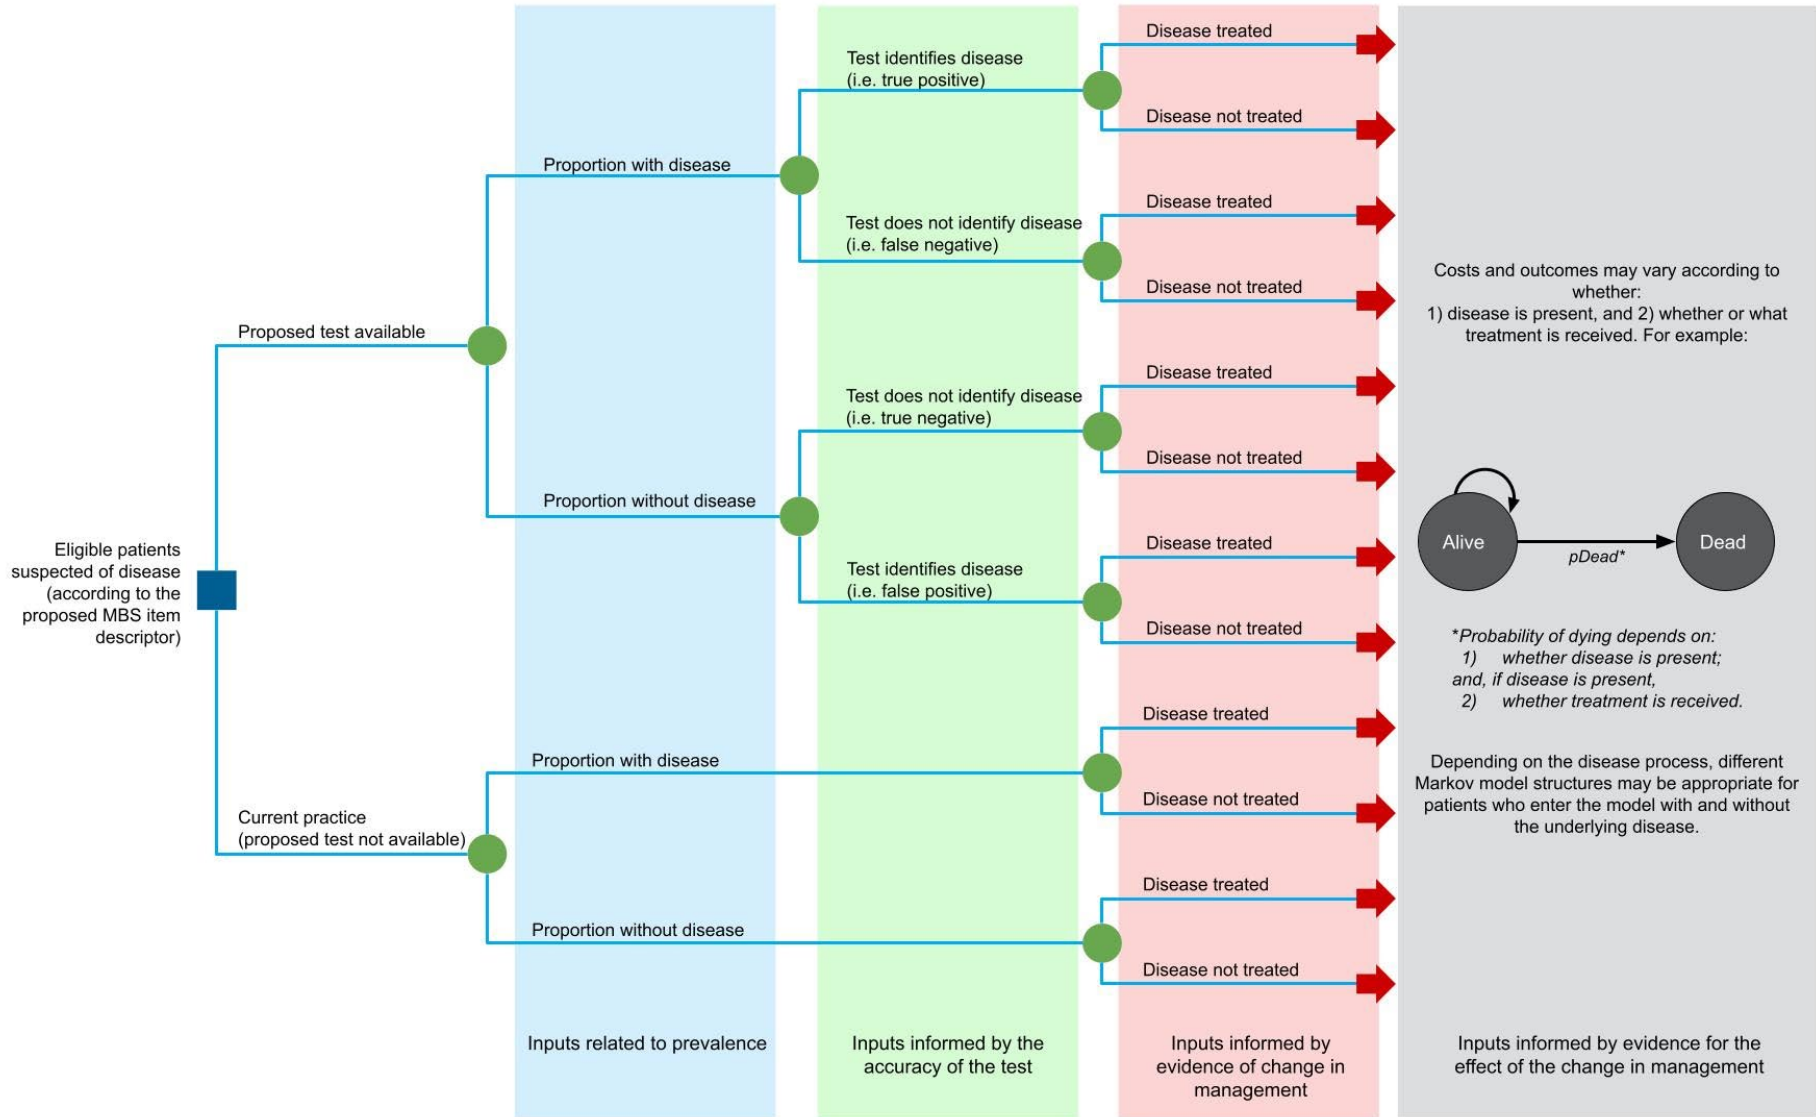 Eligible patients
suspected of disease
(according to the
proposed MBS item
descriptor)
Proposed test available
Current practice
(proposed test not available)
Proportion with disease
Proportion without disease
Proportion with disease
Proportion without disease
Inputs related to prevalence
Test identifies disease
(i.e. true positive)
Test does not identify disease
(i.e. false negative)
Test does not identify disease
(i.e. true negative)
Test identifies disease
(i.e. false positive)
Inputs informed by the
accuracy of the test
Disease treated
Disease not treated
Disease treated
Disease not treated
Disease treated
Disease not treated
Disease treated
Disease not treated
Disease treated
Disease not treated
Disease treated
Disease not treated
Inputs informed by
evidence of change in
management
Costs and outcomes may vary according to
whether:
1) disease is present, and 2) whether or what
treatment is received. For example:
Alive
pDead*
Dead
*Probability of dying depends on:
1) whether disease is present;
and, if disease is present,
2) whether treatment is received.
Depending on the disease process, different
Markov model structures may be appropriate for
patients who enter the model with and without
the underlying disease.
Inputs informed by evidence for the
effect of the change in management